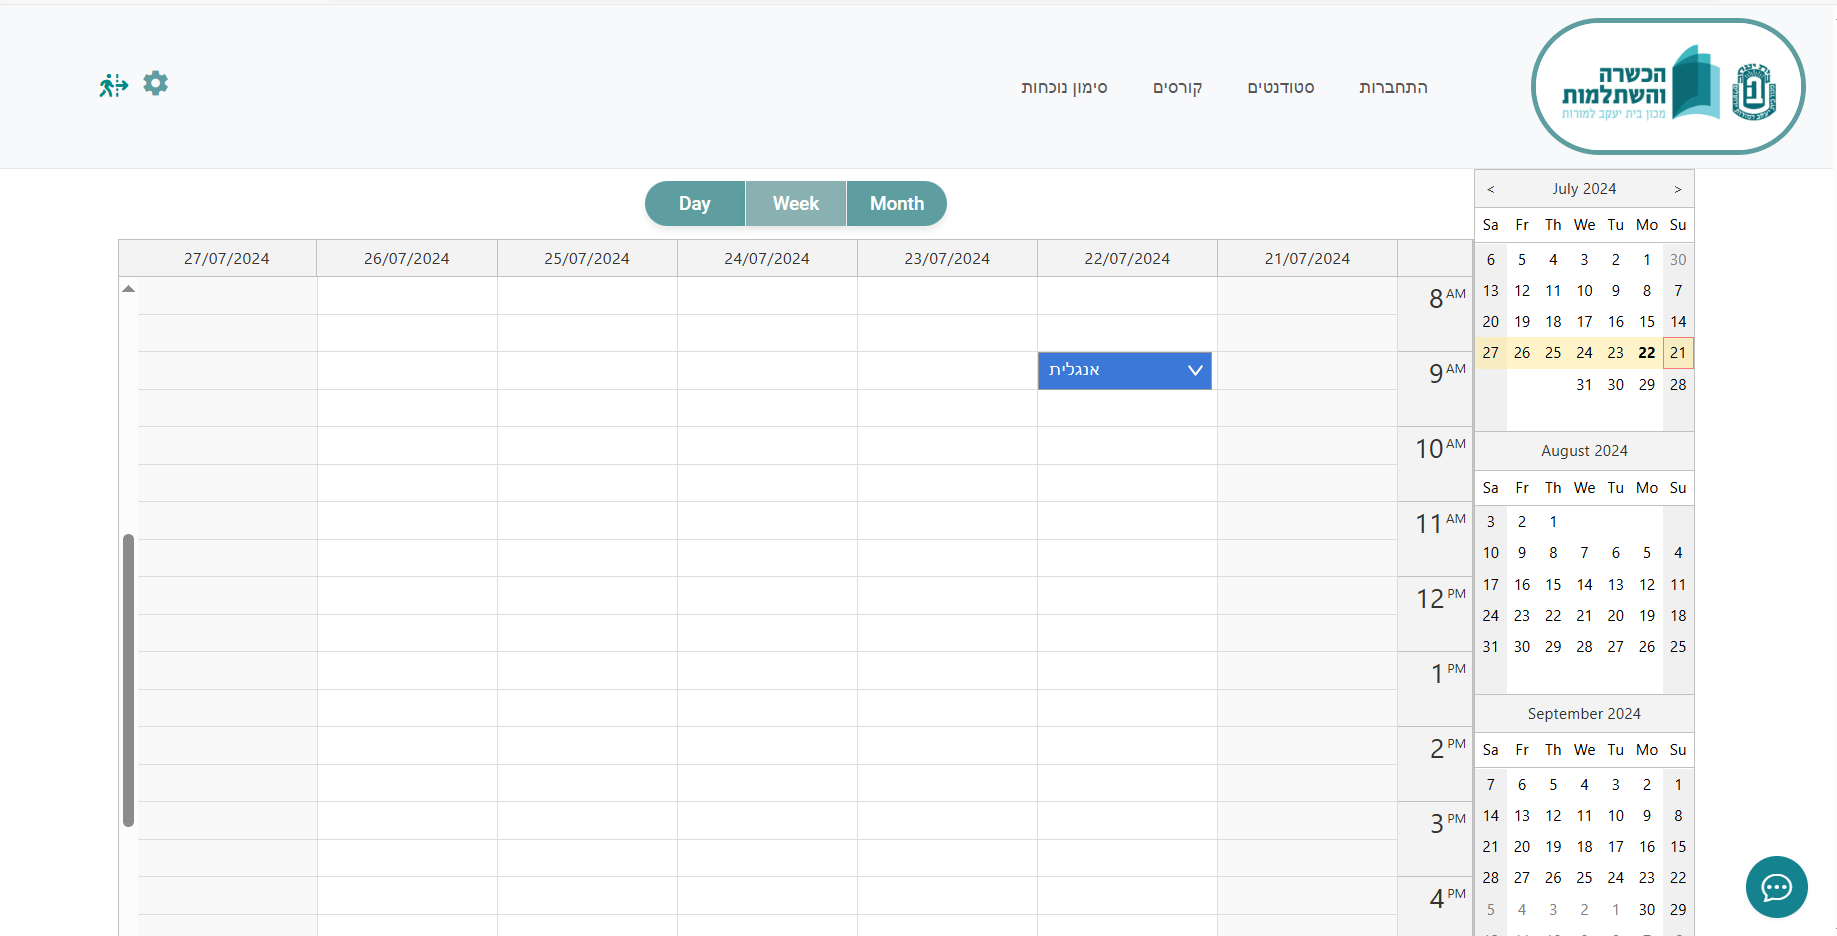 הכשרה
והשתלמות
מכון בית יעקב למורות
התחברות
סטודנטים
קורסים
סימון נוכחות
Day Week Month
27/07/2024 26/07/2024 25/07/2024 24/07/2024 23/07/2024 22/07/2024 21/07/2024
8 AM
9 AM
אנגלית
10 AM
11 AM
12 PM
1 PM
2 PM
3 PM
4 PM
< July 2024 >
Sa Fr Th We Tu Mo Su
6 5 4 3 2 1 30
13 12 11 10 9 8 7
20 19 18 17 16 15 14
27 26 25 24 23 22 21
31 30 29 28
August 2024
Sa Fr Th We Tu Mo Su
3 2 1
10 9 8 7 6 5 4
17 16 15 14 13 12 11
24 23 22 21 20 19 18
31 30 29 28 27 26 25
September 2024
Sa Fr Th We Tu Mo Su
7 6 5 4 3 2 1
14 13 12 11 10 9 8
21 20 19 18 17 16 15
28 27 26 25 24 23 22
5 4 3 2 1 30 29